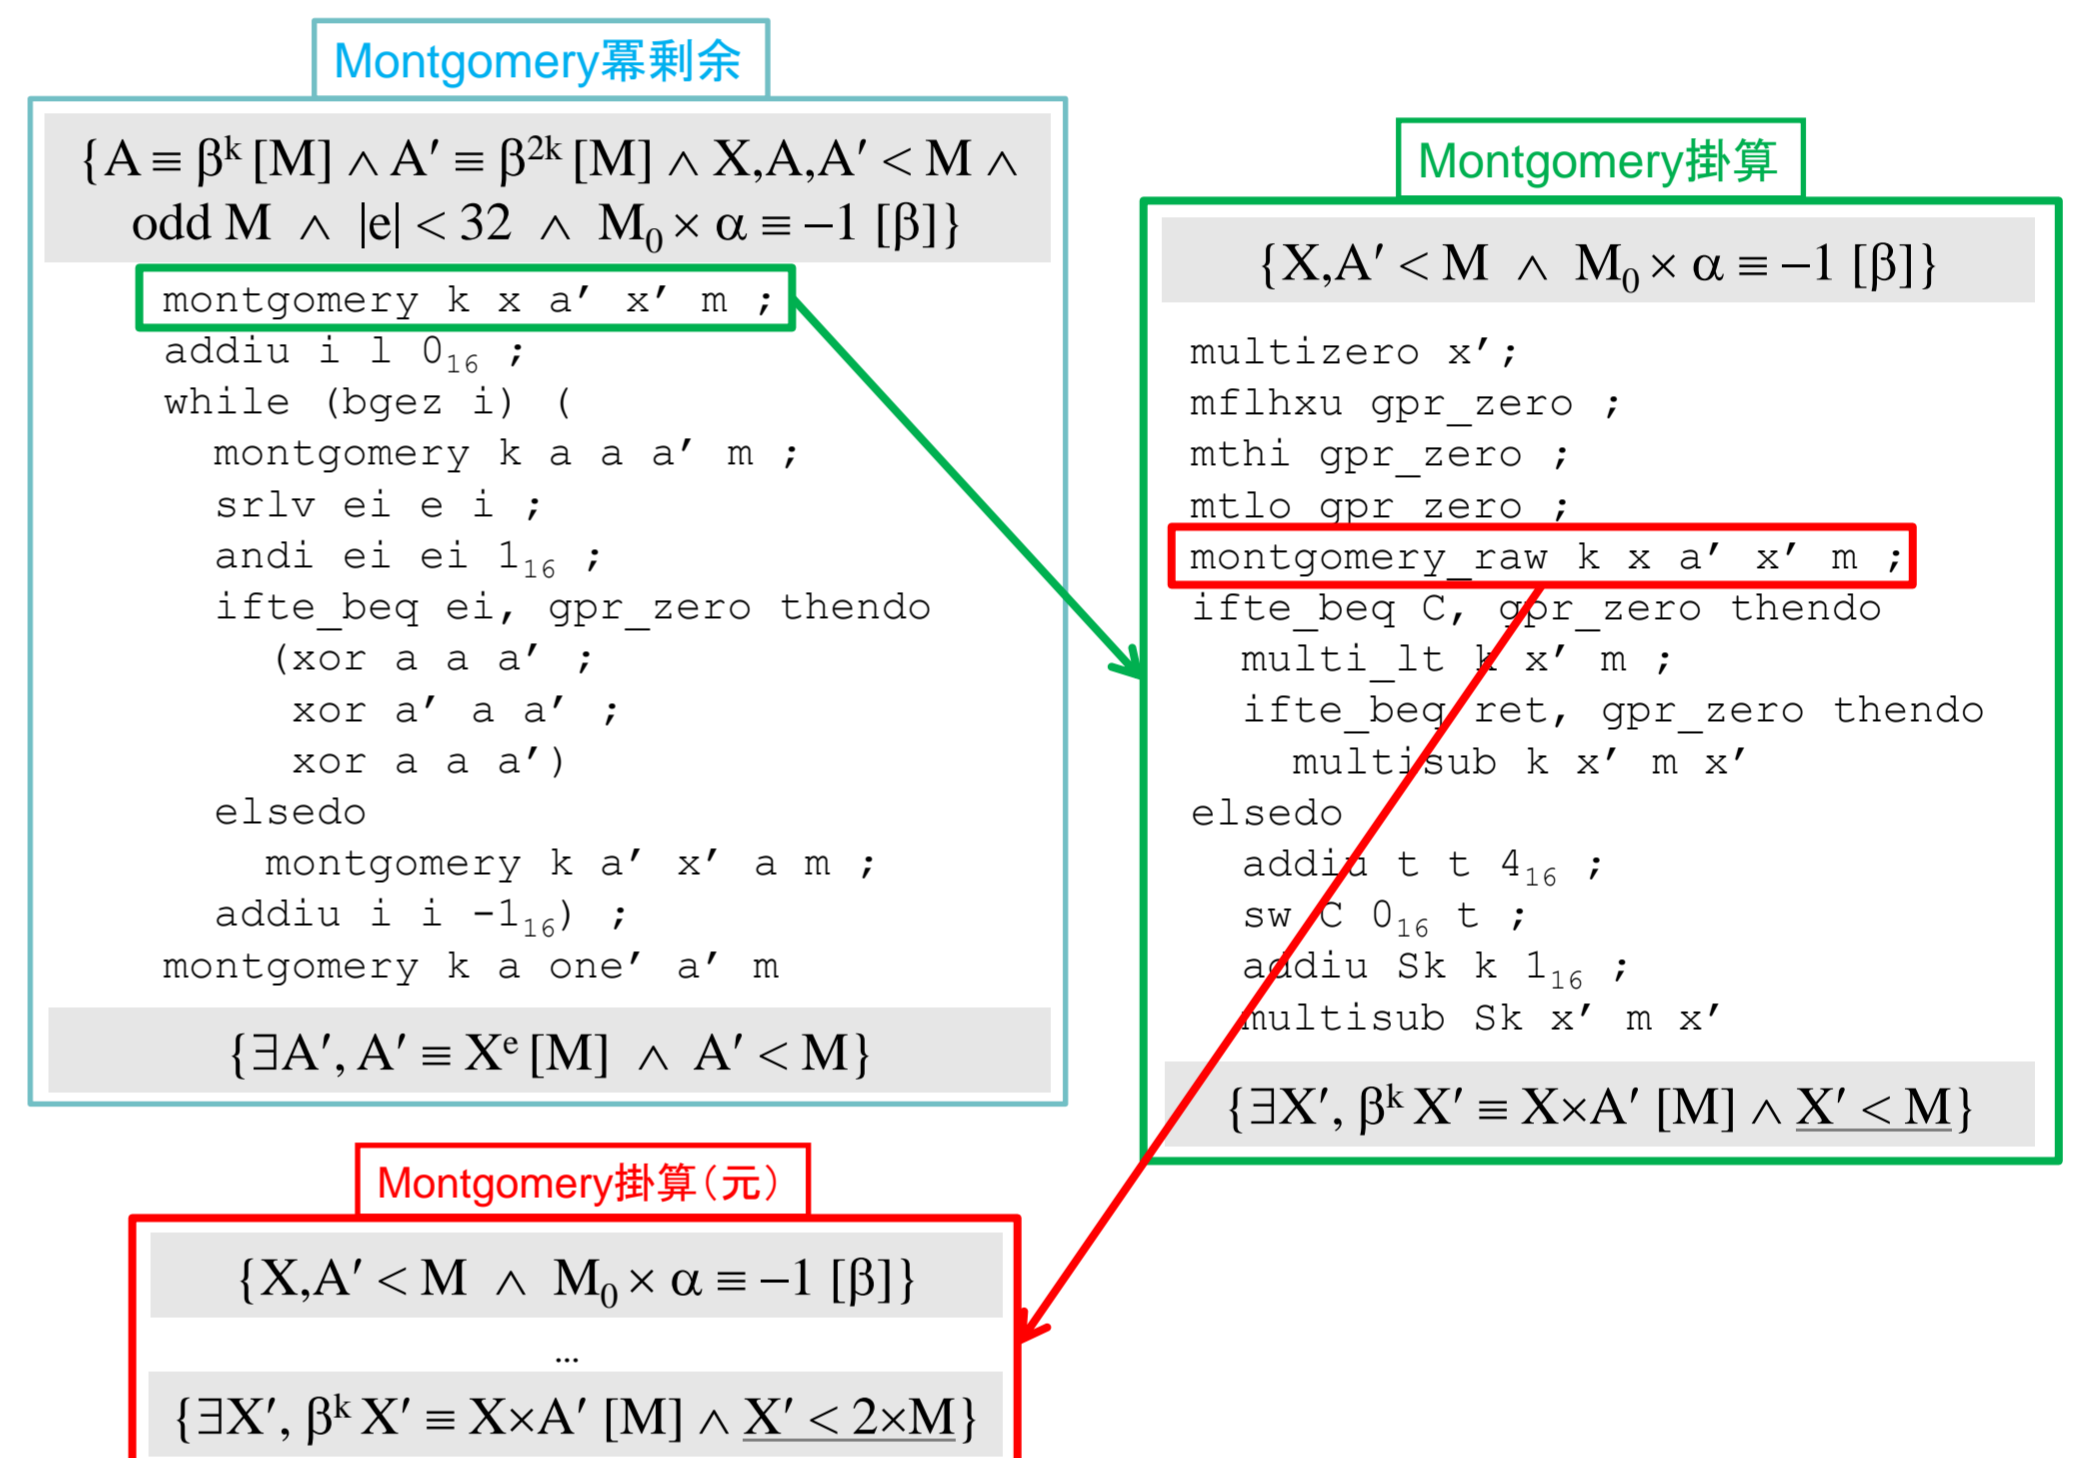 Montgomery冪剰余
{A ≡ βᵏ [M] ∧ A′ ≡ β²ᵏ [M] ∧ X,A,A′ < M ∧
odd M ∧ |e| < 32 ∧ M₀ × α ≡ −1 [β]}
montgomery k x a′ x′ m ;
addiu i l 0₁₆ ;
while (bgez i) (
montgomery k a a a′ m ;
srlv ei e i ;
andi ei ei 1₁₆ ;
ifte_beq ei, gpr_zero thendo
(xor a a a′ ;
xor a′ a a′ ;
xor a a a′)
elsedo
montgomery k a′ x′ a m ;
addiu i i -1₁₆) ;
montgomery k a one′ a′ m
{∃A′, A′ ≡ Xᵉ [M] ∧ A′ < M}
Montgomery掛算
{X,A′ < M ∧ M₀ × α ≡ −1 [β]}
multizero x′;
mflhxu gpr_zero ;
mthi gpr_zero ;
mtlo gpr_zero ;
montgomery_raw k x a′ x′ m ;
ifte_beq C, gpr_zero thendo
multi_lt k x′ m ;
ifte_beq ret, gpr_zero thendo
multisub k x′ m x′
elsedo
addiu t t 4₁₆ ;
sw C 0₁₆ t ;
addiu Sk k 1₁₆ ;
multisub Sk x′ m x′
{∃X′, βᵏ X′ ≡ X×A′ [M] ∧ X′ < M}
Montgomery掛算（元）
{X,A′ < M ∧ M₀ × α ≡ −1 [β]}
...
{∃X′, βᵏ X′ ≡ X×A′ [M] ∧ X′ < 2×M}